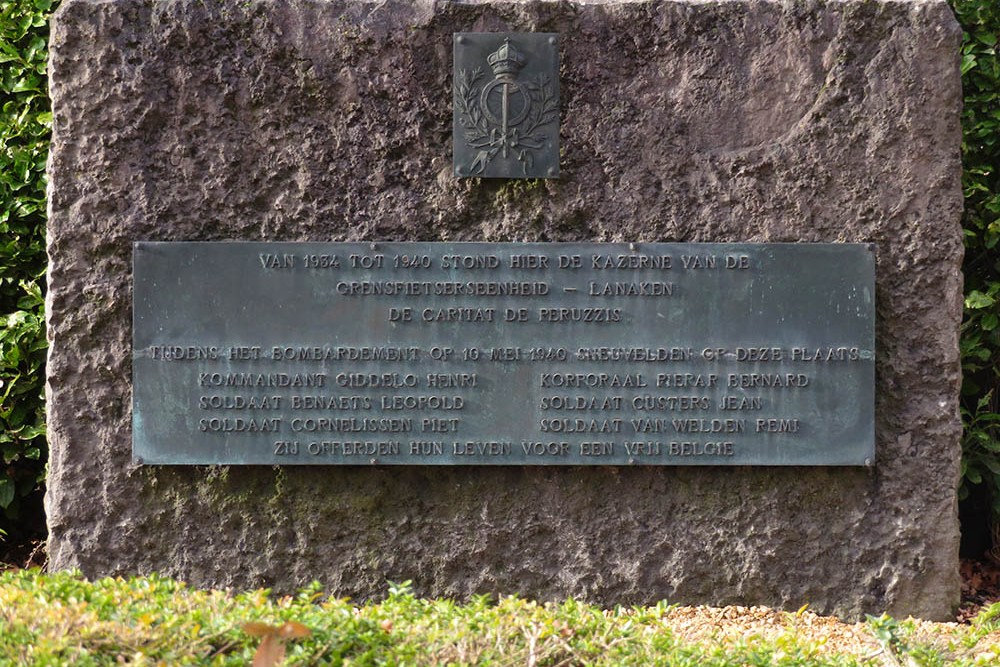 VAN 1934 TOT 1940 STOND HIER DE KAZERNE VAN DE
GRENSFIETSERSEENHEID – LANAKEN
DE CARITAT DE PERUZZIS
TIJDENS HET BOMBARDEMENT OP 10 MEI 1940 SNEUVELDEN OP DEZE PLAATS
KOMMANDANT GIDDELO HENRI
SOLDAAT BENAETS LEOPOLD
SOLDAAT CORNELISSEN PIET
KORPORAAL PIERAR BERNARD
SOLDAAT CUSTERS JEAN
SOLDAAT VAN WELDEN REMI
ZIJ OFFERDEN HUN LEVEN VOOR EEN VRIJ BELGIE